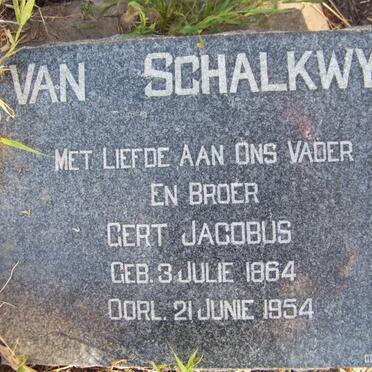 VAN SCHALKWY
MET LIEFDE AAN ONS VADER
EN BROER
GERT JACOBUS
GEB. 3 JULIE 1864
OORL. 21 JUNIE 1954